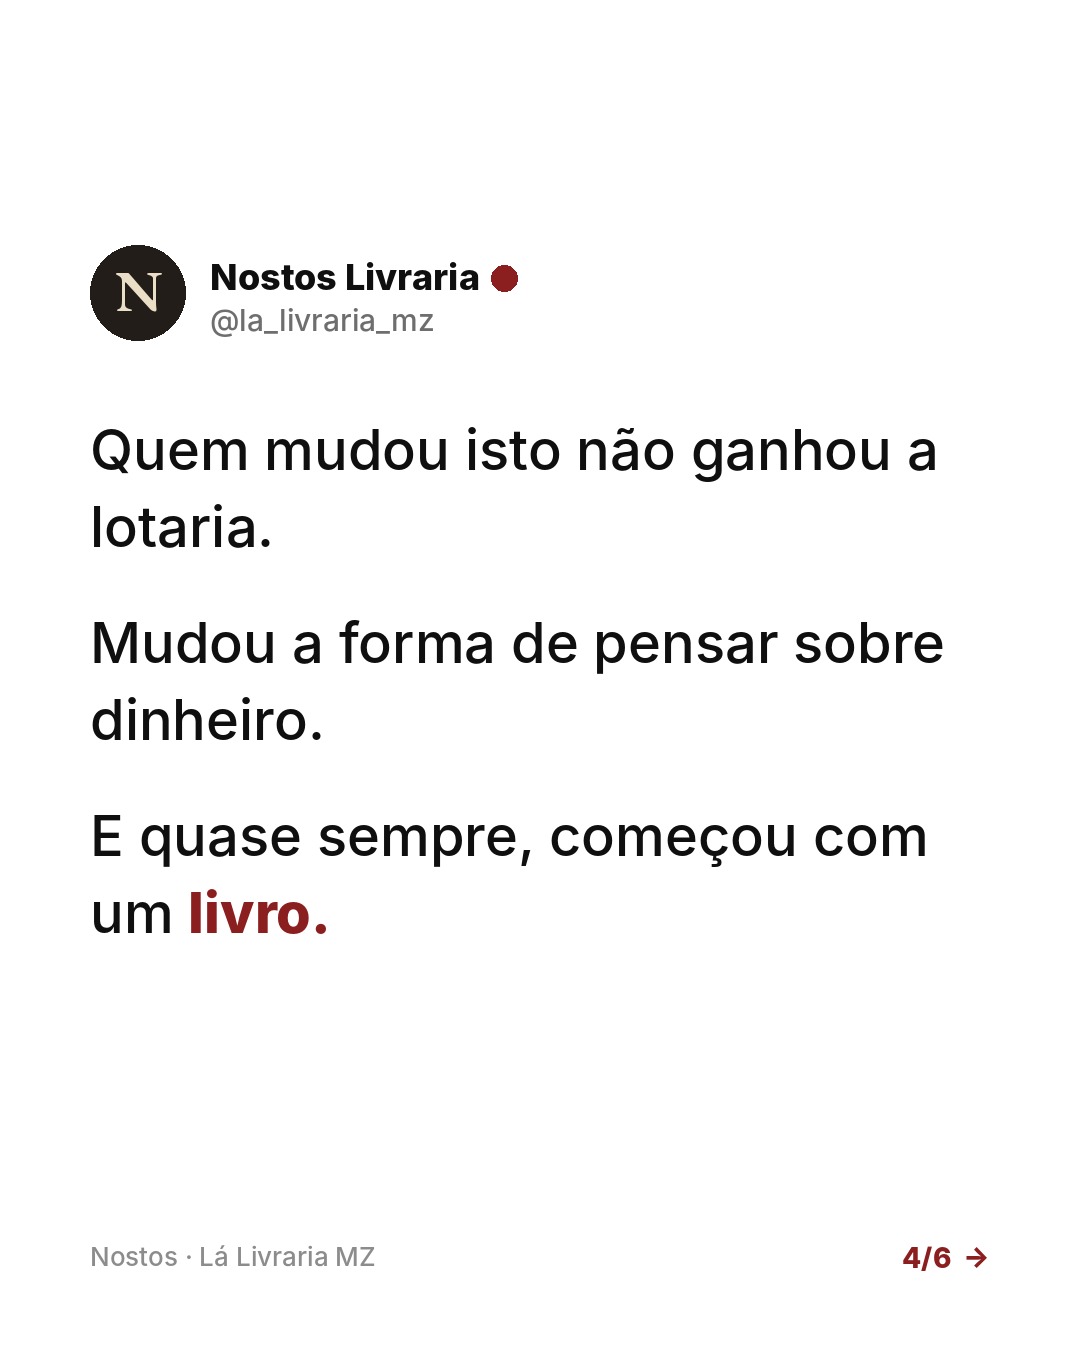 N
Nostos Livraria
@la_livraria_mz
Quem mudou isto não ganhou a
lotaria.
Mudou a forma de pensar sobre
dinheiro.
E quase sempre, começou com
um livro.
Nostos · Lá Livraria MZ
4/6 →